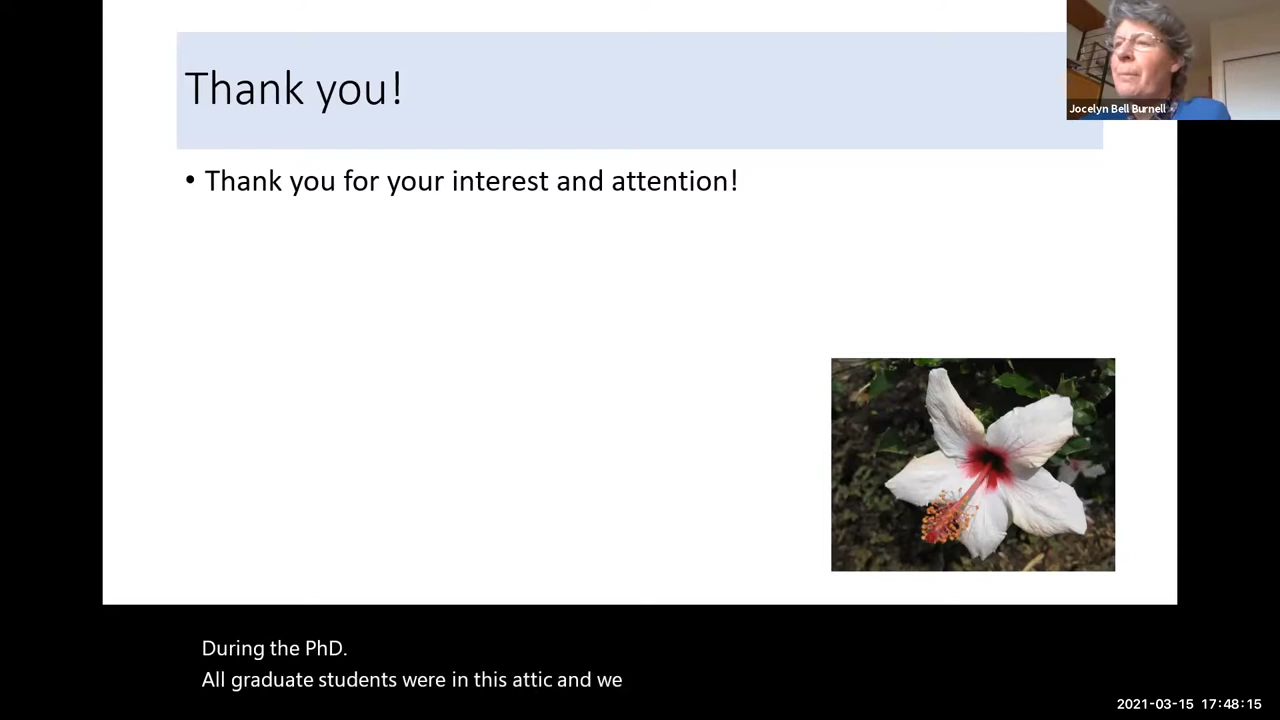 Thank you!
Jocelyn Bell Burnell
• Thank you for your interest and attention!
During the PhD.
All graduate students were in this attic and we
2021-03-15 17:48:15